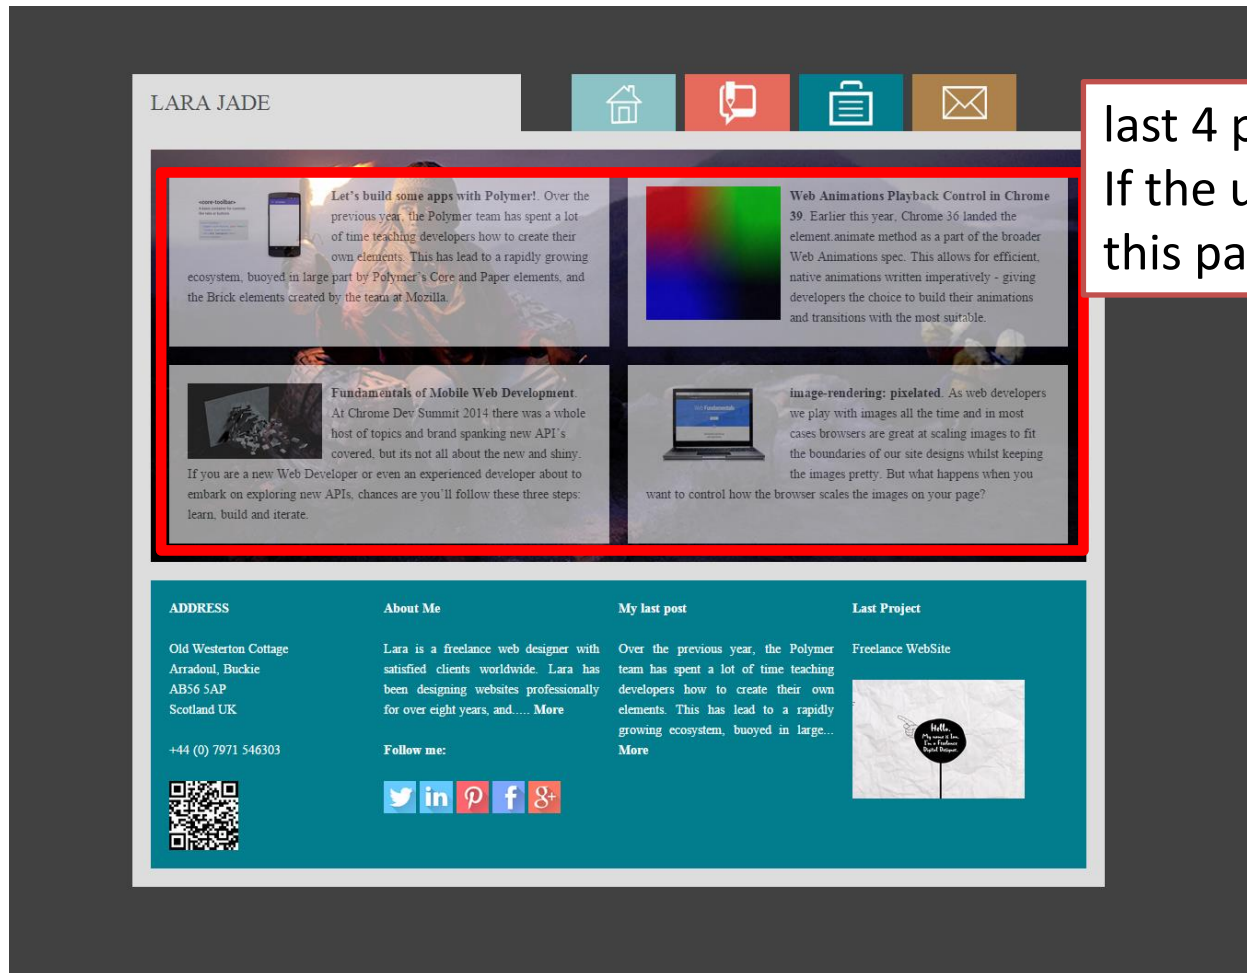 LARA JADE
last 4 p
If the u
this pa
<core-toolbar>
Let's build some apps with Polymer!. Over the
previous year, the Polymer team has spent a lot
of time teaching developers how to create their
own elements. This has lead to a rapidly growing
ecosystem, buoyed in large part by Polymer`s Core and Paper elements, and
the Brick elements created by the team at Mozilla.
Web Animations Playback Control in Chrome
39. Earlier this year, Chrome 36 landed the
element.animate method as a part of the broader
Web Animations spec. This allows for efficient,
native animations written imperatively - giving
developers the choice to build their animations
and transitions with the most suitable.
Fundamentals of Mobile Web Development.
At Chrome Dev Summit 2014 there was a whole
host of topics and brand spanking new API´s
covered, but its not all about the new and shiny.
If you are a new Web Developer or even an experienced developer about to
embark on exploring new APIs, chances are you´ll follow these three steps:
learn, build and iterate.
image-rendering: pixelated. As web developers
we play with images all the time and in most
cases browsers are great at scaling images to fit
the boundaries of our site designs whilst keeping
the images pretty. But what happens when you
want to control how the browser scales the images on your page?
ADDRESS
Old Westerton Cottage
Arradoul, Buckie
AB56 5AP
Scotland UK
+44 (0) 7971 546303
About Me
Lara is a freelance web designer with
satisfied clients worldwide. Lara has
been designing websites professionally
for over eight years, and..... More
Follow me:
in
8+
My last post
Over the previous year, the Polymer
team has spent a lot of time teaching
developers how to create their own
elements. This has lead to a rapidly
growing ecosystem, buoyed in large...
More
Last Project
Freelance WebSite
Hello,
My name is Ian,
I'm a Freelance
Digital Designer.